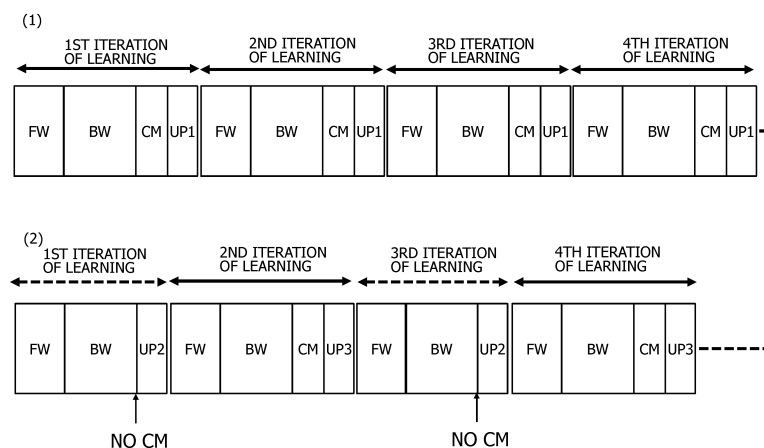 (1)
1ST ITERATION
OF LEARNING
2ND ITERATION
OF LEARNING
3RD ITERATION
OF LEARNING
4TH ITERATION
OF LEARNING
FW BW CM UP1 FW BW CM UP1 FW BW CM UP1 FW BW CM UP1
(2)
1ST ITERATION
OF LEARNING
2ND ITERATION
OF LEARNING
3RD ITERATION
OF LEARNING
4TH ITERATION
OF LEARNING
FW BW UP2 FW BW CM UP3 FW BW UP2 FW BW CM UP3
NO CM NO CM